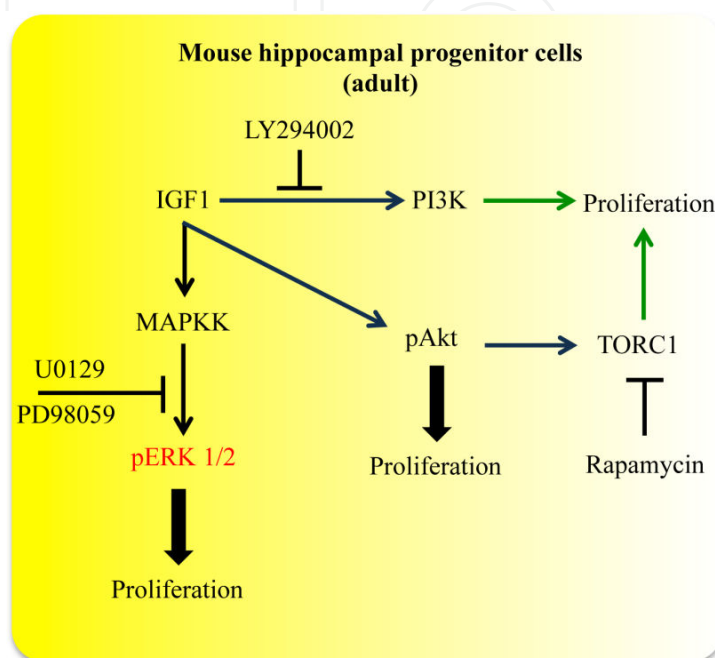 Mouse hippocampal progenitor cells
(adult)
LY294002
IGF1
PI3K
Proliferation
MAPKK
pAkt
TORC1
U0129
PD98059
pERK 1/2
Proliferation
Rapamycin
Proliferation